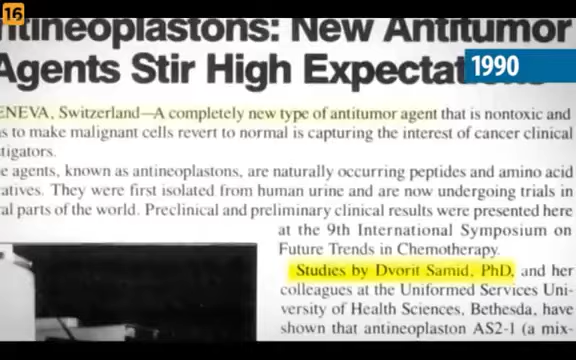 16
ntineoplastons: New Antitumor
Agents Stir High Expectat
1990
ENEVA, Switzerland—A completely new type of antitumor agent that is nontoxic and
s to make malignant cells revert to normal is capturing the interest of cancer clinical
tigators.
e agents, known as antineoplastons, are naturally occurring peptides and amino acid
atives. They were first isolated from human urine and are now undergoing trials in
al parts of the world. Preclinical and preliminary clinical results were presented here
at the 9th International Symposium on
Future Trends in Chemotherapy.
Studies by Dvorit Samid, PhD, and her
colleagues at the Uniformed Services Uni-
versity of Health Sciences, Bethesda, have
shown that antineoplaston AS2-1 (a mix-